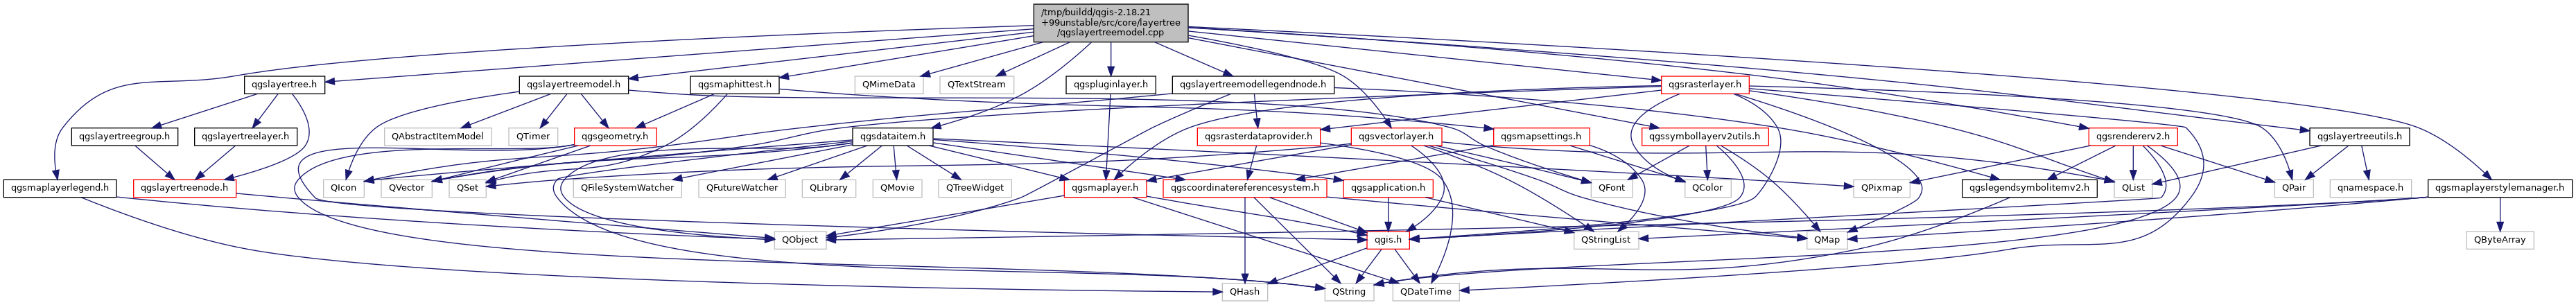 /tmp/buildd/qgis-2.18.21
+99unstable/src/core/layertree
/qgslayertreemodel.cpp
qgslayertree.h
qgslayertreemodel.h
qgsmaphittest.h
QMimeData
QTextStream
qgspluginlayer.h
qgslayertreemodellegendnode.h
qgsrasterlayer.h
qgslayertreegroup.h
qgslayertreelayer.h
QAbstractItemModel
QTimer
qgsgeometry.h
qgsdataitem.h
qgsrasterdataprovider.h
qgsvectorlayer.h
qgsmapsettings.h
qgssymbollayerv2utils.h
qgsrendererv2.h
qgslayertreeutils.h
qgsmaplayerlegend.h
qgslayertreenode.h
QIcon
QVector
QSet
QFileSystemWatcher
QFutureWatcher
QLibrary
QMovie
QTreeWidget
qgsmaplayer.h
qgscoordinatereferencesystem.h
qgsapplication.h
QFont
QColor
QPixmap
qgslegendsymbolitemv2.h
QList
QPair
qnamespace.h
qgsmaplayerstylemanager.h
QObject
qgis.h
QStringList
QMap
QByteArray
QHash
QString
QDateTime